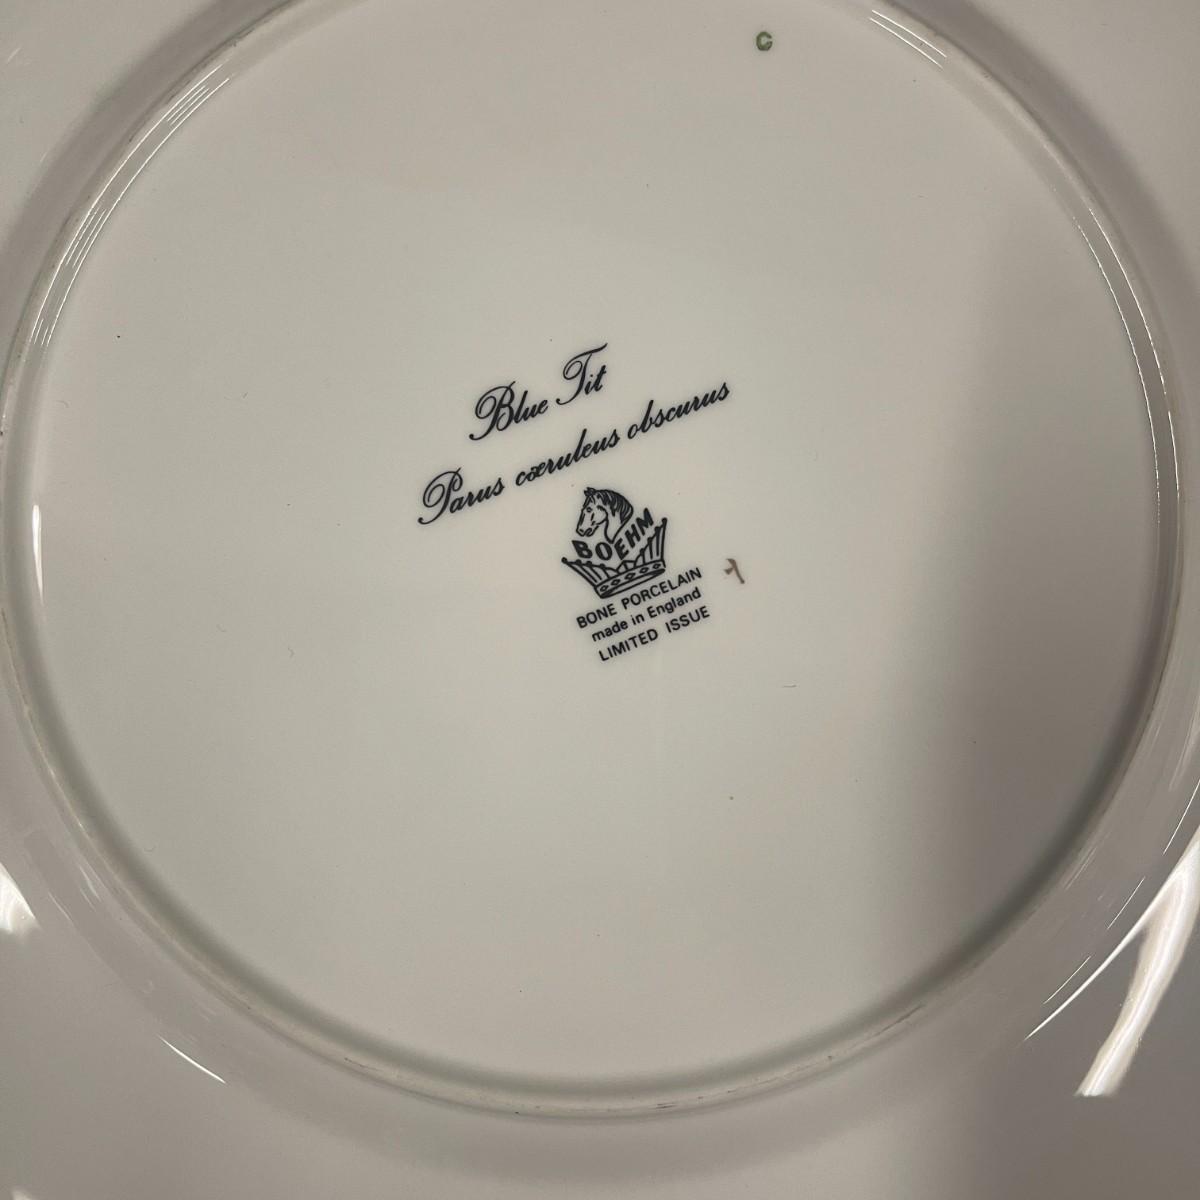 C
Blue Tit
Parus cœruleus obscurus
BOEHM
BONE PORCELAIN
made in England
LIMITED ISSUE